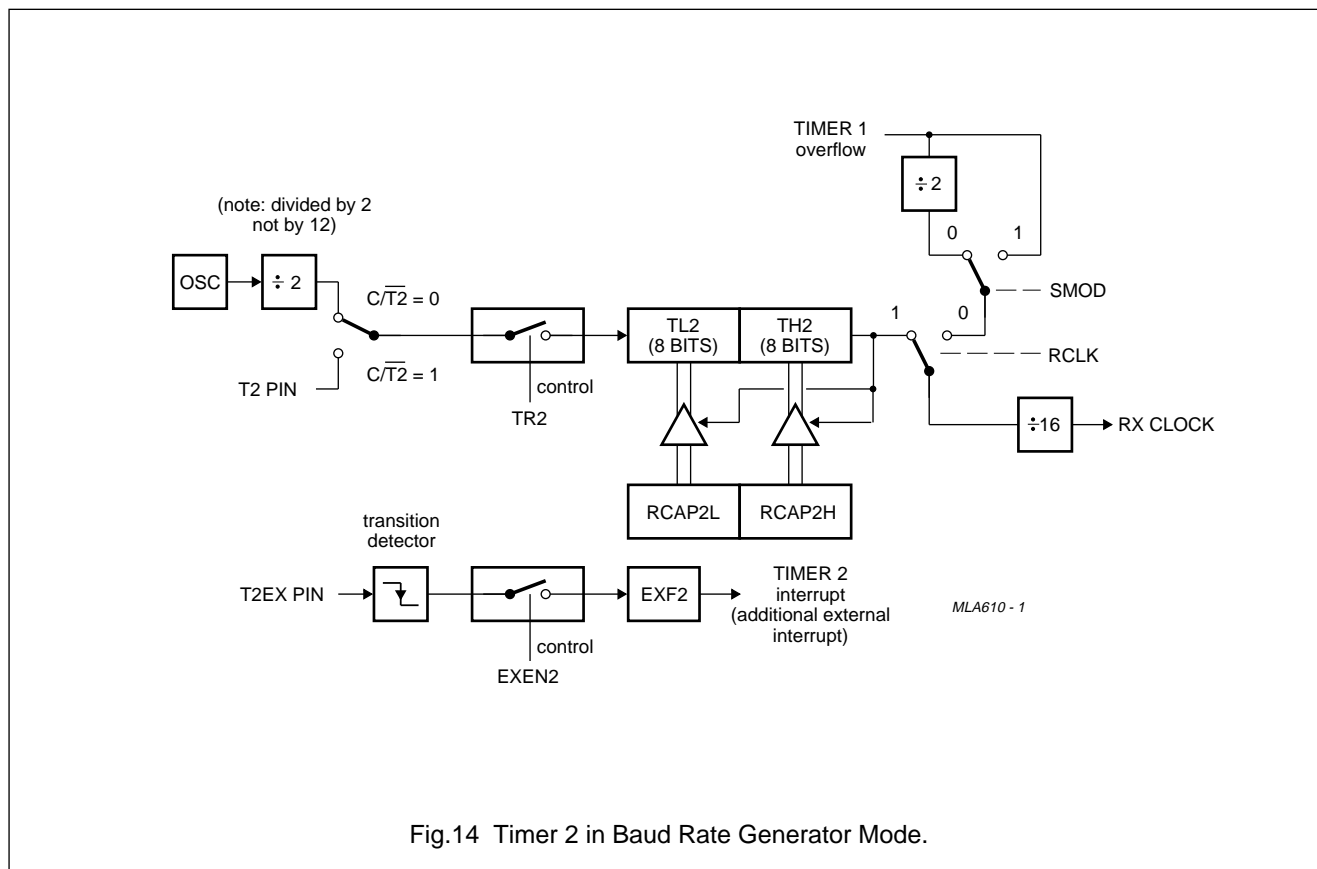 TIMER 1
overflow
÷ 2
(note: divided by 2
not by 12)
0
1
OSC
÷ 2
C/T̅2̅ = 0
SMOD
1
0
TL2
(8 BITS)
TH2
(8 BITS)
RCLK
C/T̅2̅ = 1
T2 PIN
control
TR2
÷16
RX CLOCK
RCAP2L
RCAP2H
transition
detector
T2EX PIN
EXF2
TIMER 2
interrupt
(additional external
interrupt)
MLA610 - 1
control
EXEN2
Fig.14 Timer 2 in Baud Rate Generator Mode.